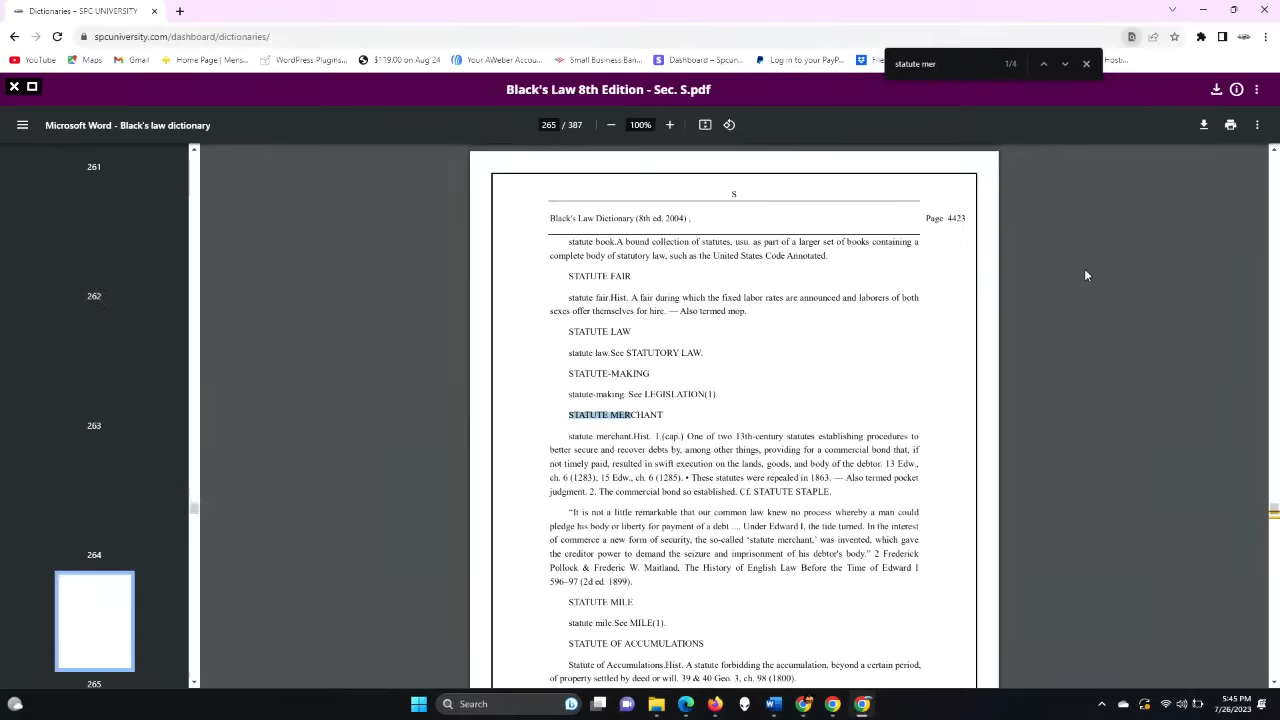 Dictionaries – SPC UNIVERSITY
spcuniversity.com/dashboard/dictionaries/
YouTube Maps Gmail Home Page | Mem... WordPress Plugins... $119.00 on Aug 24 Your AWeber Accou... Small Business Ban... Dashboard – Spcun... Log in to your PayP... Hosti...
statute mer 1/4
Black's Law 8th Edition - Sec. S.pdf
Microsoft Word - Black's law dictionary
265 / 387
100%
261
262
263
264
265
S
Black's Law Dictionary (8th ed. 2004) , Page 4423
statute book.A bound collection of statutes, usu. as part of a larger set of books containing a
complete body of statutory law, such as the United States Code Annotated.
STATUTE FAIR
statute fair.Hist. A fair during which the fixed labor rates are announced and laborers of both
sexes offer themselves for hire. — Also termed mop.
STATUTE LAW
statute law.See STATUTORY LAW.
STATUTE-MAKING
statute-making. See LEGISLATION(1).
STATUTE MERCHANT
statute merchant.Hist. 1.(cap.) One of two 13th-century statutes establishing procedures to
better secure and recover debts by, among other things, providing for a commercial bond that, if
not timely paid, resulted in swift execution on the lands, goods, and body of the debtor. 13 Edw.,
ch. 6 (1283); 15 Edw., ch. 6 (1285). • These statutes were repealed in 1863. — Also termed pocket
judgment. 2. The commercial bond so established. Cf. STATUTE STAPLE.
“It is not a little remarkable that our common law knew no process whereby a man could
pledge his body or liberty for payment of a debt .... Under Edward I, the tide turned. In the interest
of commerce a new form of security, the so-called ‘statute merchant,’ was invented, which gave
the creditor power to demand the seizure and imprisonment of his debtor's body.” 2 Frederick
Pollock & Frederic W. Maitland, The History of English Law Before the Time of Edward I
596–97 (2d ed. 1899).
STATUTE MILE
statute mile.See MILE(1).
STATUTE OF ACCUMULATIONS
Statute of Accumulations.Hist. A statute forbidding the accumulation, beyond a certain period,
of property settled by deed or will. 39 & 40 Geo. 3, ch. 98 (1800).
Search
5:45 PM
7/26/2023